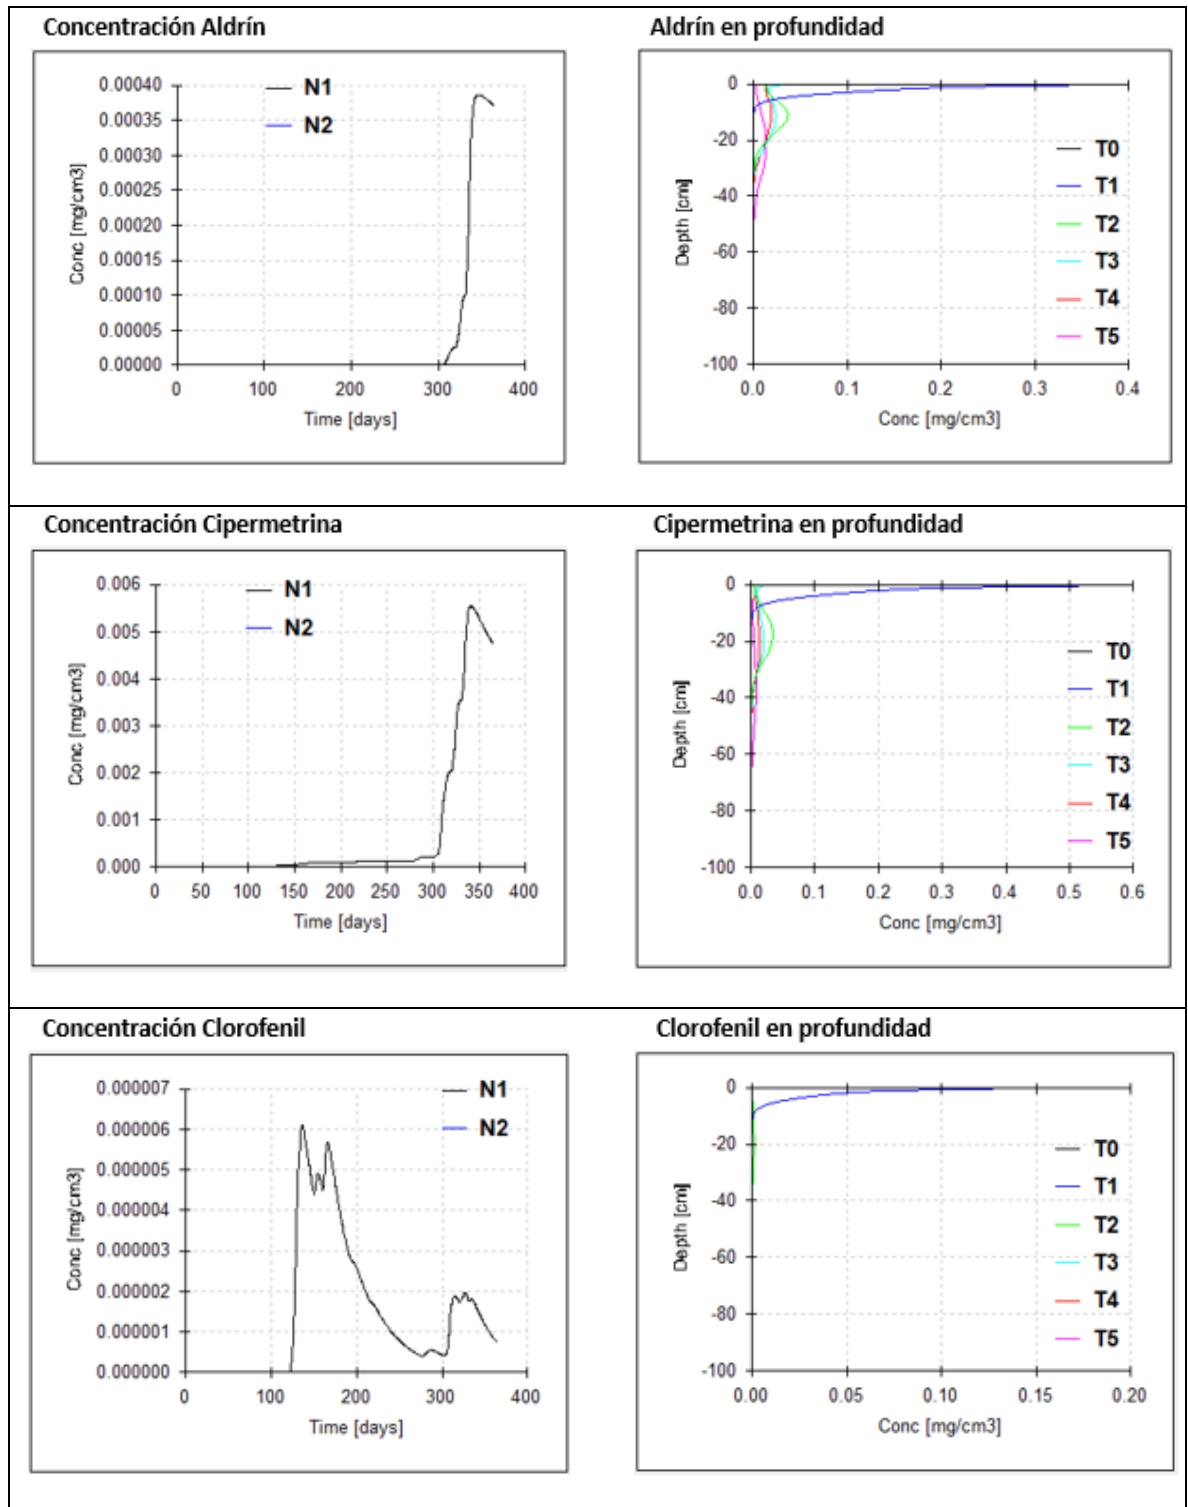 Concentración Aldrín
0.00040
0.00035
0.00030
0.00025
0.00020
0.00015
0.00010
0.00005
0.00000
Conc [mg/cm3]
N1
N2
0 100 200 300 400
Time [days]
Aldrín en profundidad
0
-20
-40
-60
-80
-100
Depth [cm]
T0
T1
T2
T3
T4
T5
0.0 0.1 0.2 0.3 0.4
Conc [mg/cm3]
Concentración Cipermetrina
0.006
0.005
0.004
0.003
0.002
0.001
0.000
Conc [mg/cm3]
N1
N2
0 50 100 150 200 250 300 350 400
Time [days]
Cipermetrina en profundidad
0
-20
-40
-60
-80
-100
Depth [cm]
T0
T1
T2
T3
T4
T5
0.0 0.1 0.2 0.3 0.4 0.5 0.6
Conc [mg/cm3]
Concentración Clorofenil
0.000007
0.000006
0.000005
0.000004
0.000003
0.000002
0.000001
0.000000
Conc [mg/cm3]
N1
N2
0 100 200 300 400
Time [days]
Clorofenil en profundidad
0
-20
-40
-60
-80
-100
Depth [cm]
T0
T1
T2
T3
T4
T5
0.00 0.05 0.10 0.15 0.20
Conc [mg/cm3]